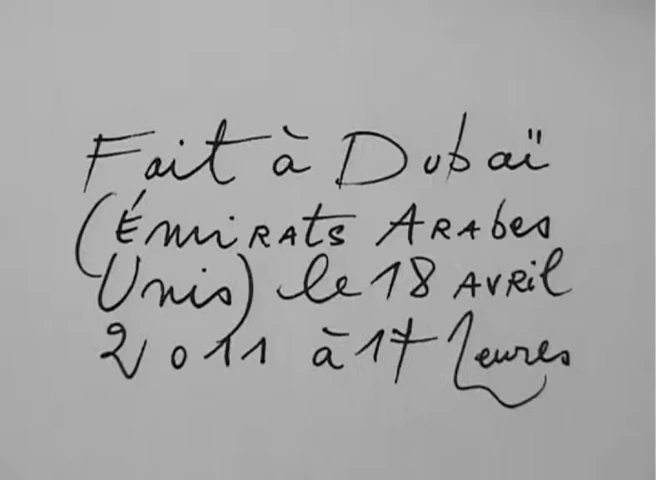 Fait à Dubaï
(Émirats Arabes
Unis) le 18 Avril
2011 à 17 heures